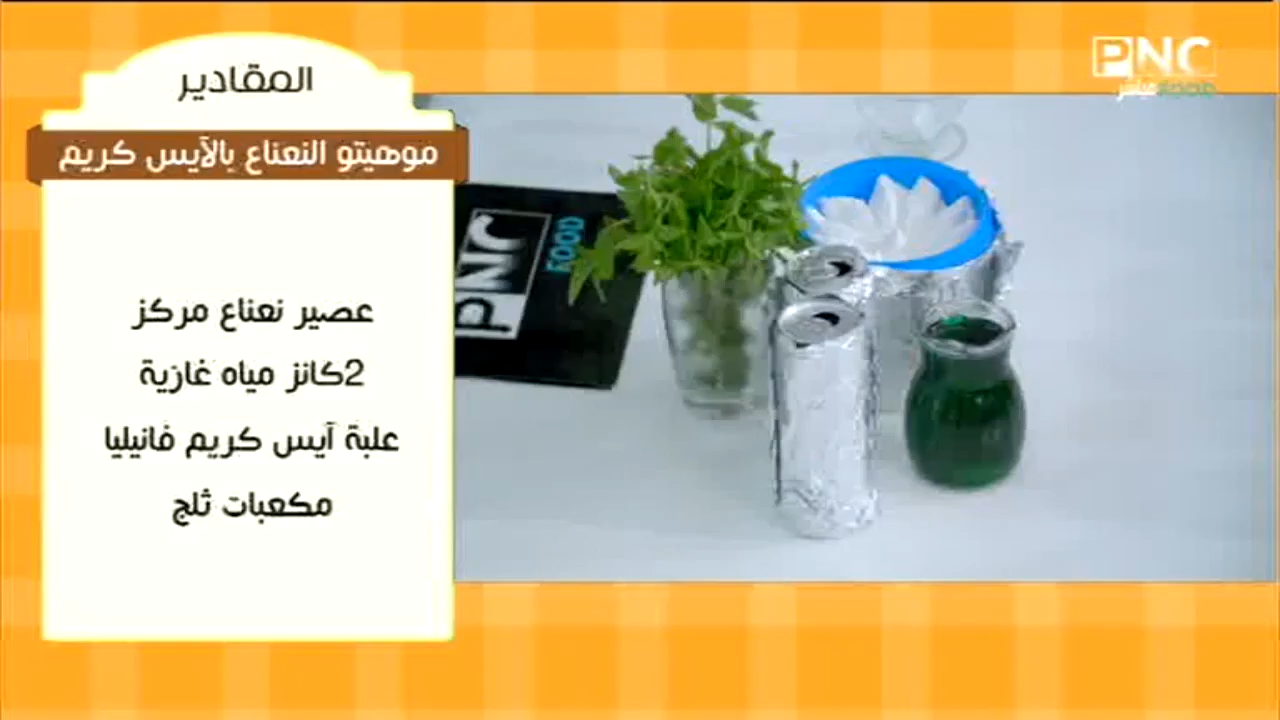 المقادير
موهيتو النعناع بالآيس كريم
عصير نعناع مركز
2كانز مياه غازية
علبة آيس كريم فانيليا
مكعبات ثلج
PNC
FOOD
PNC
مباشر